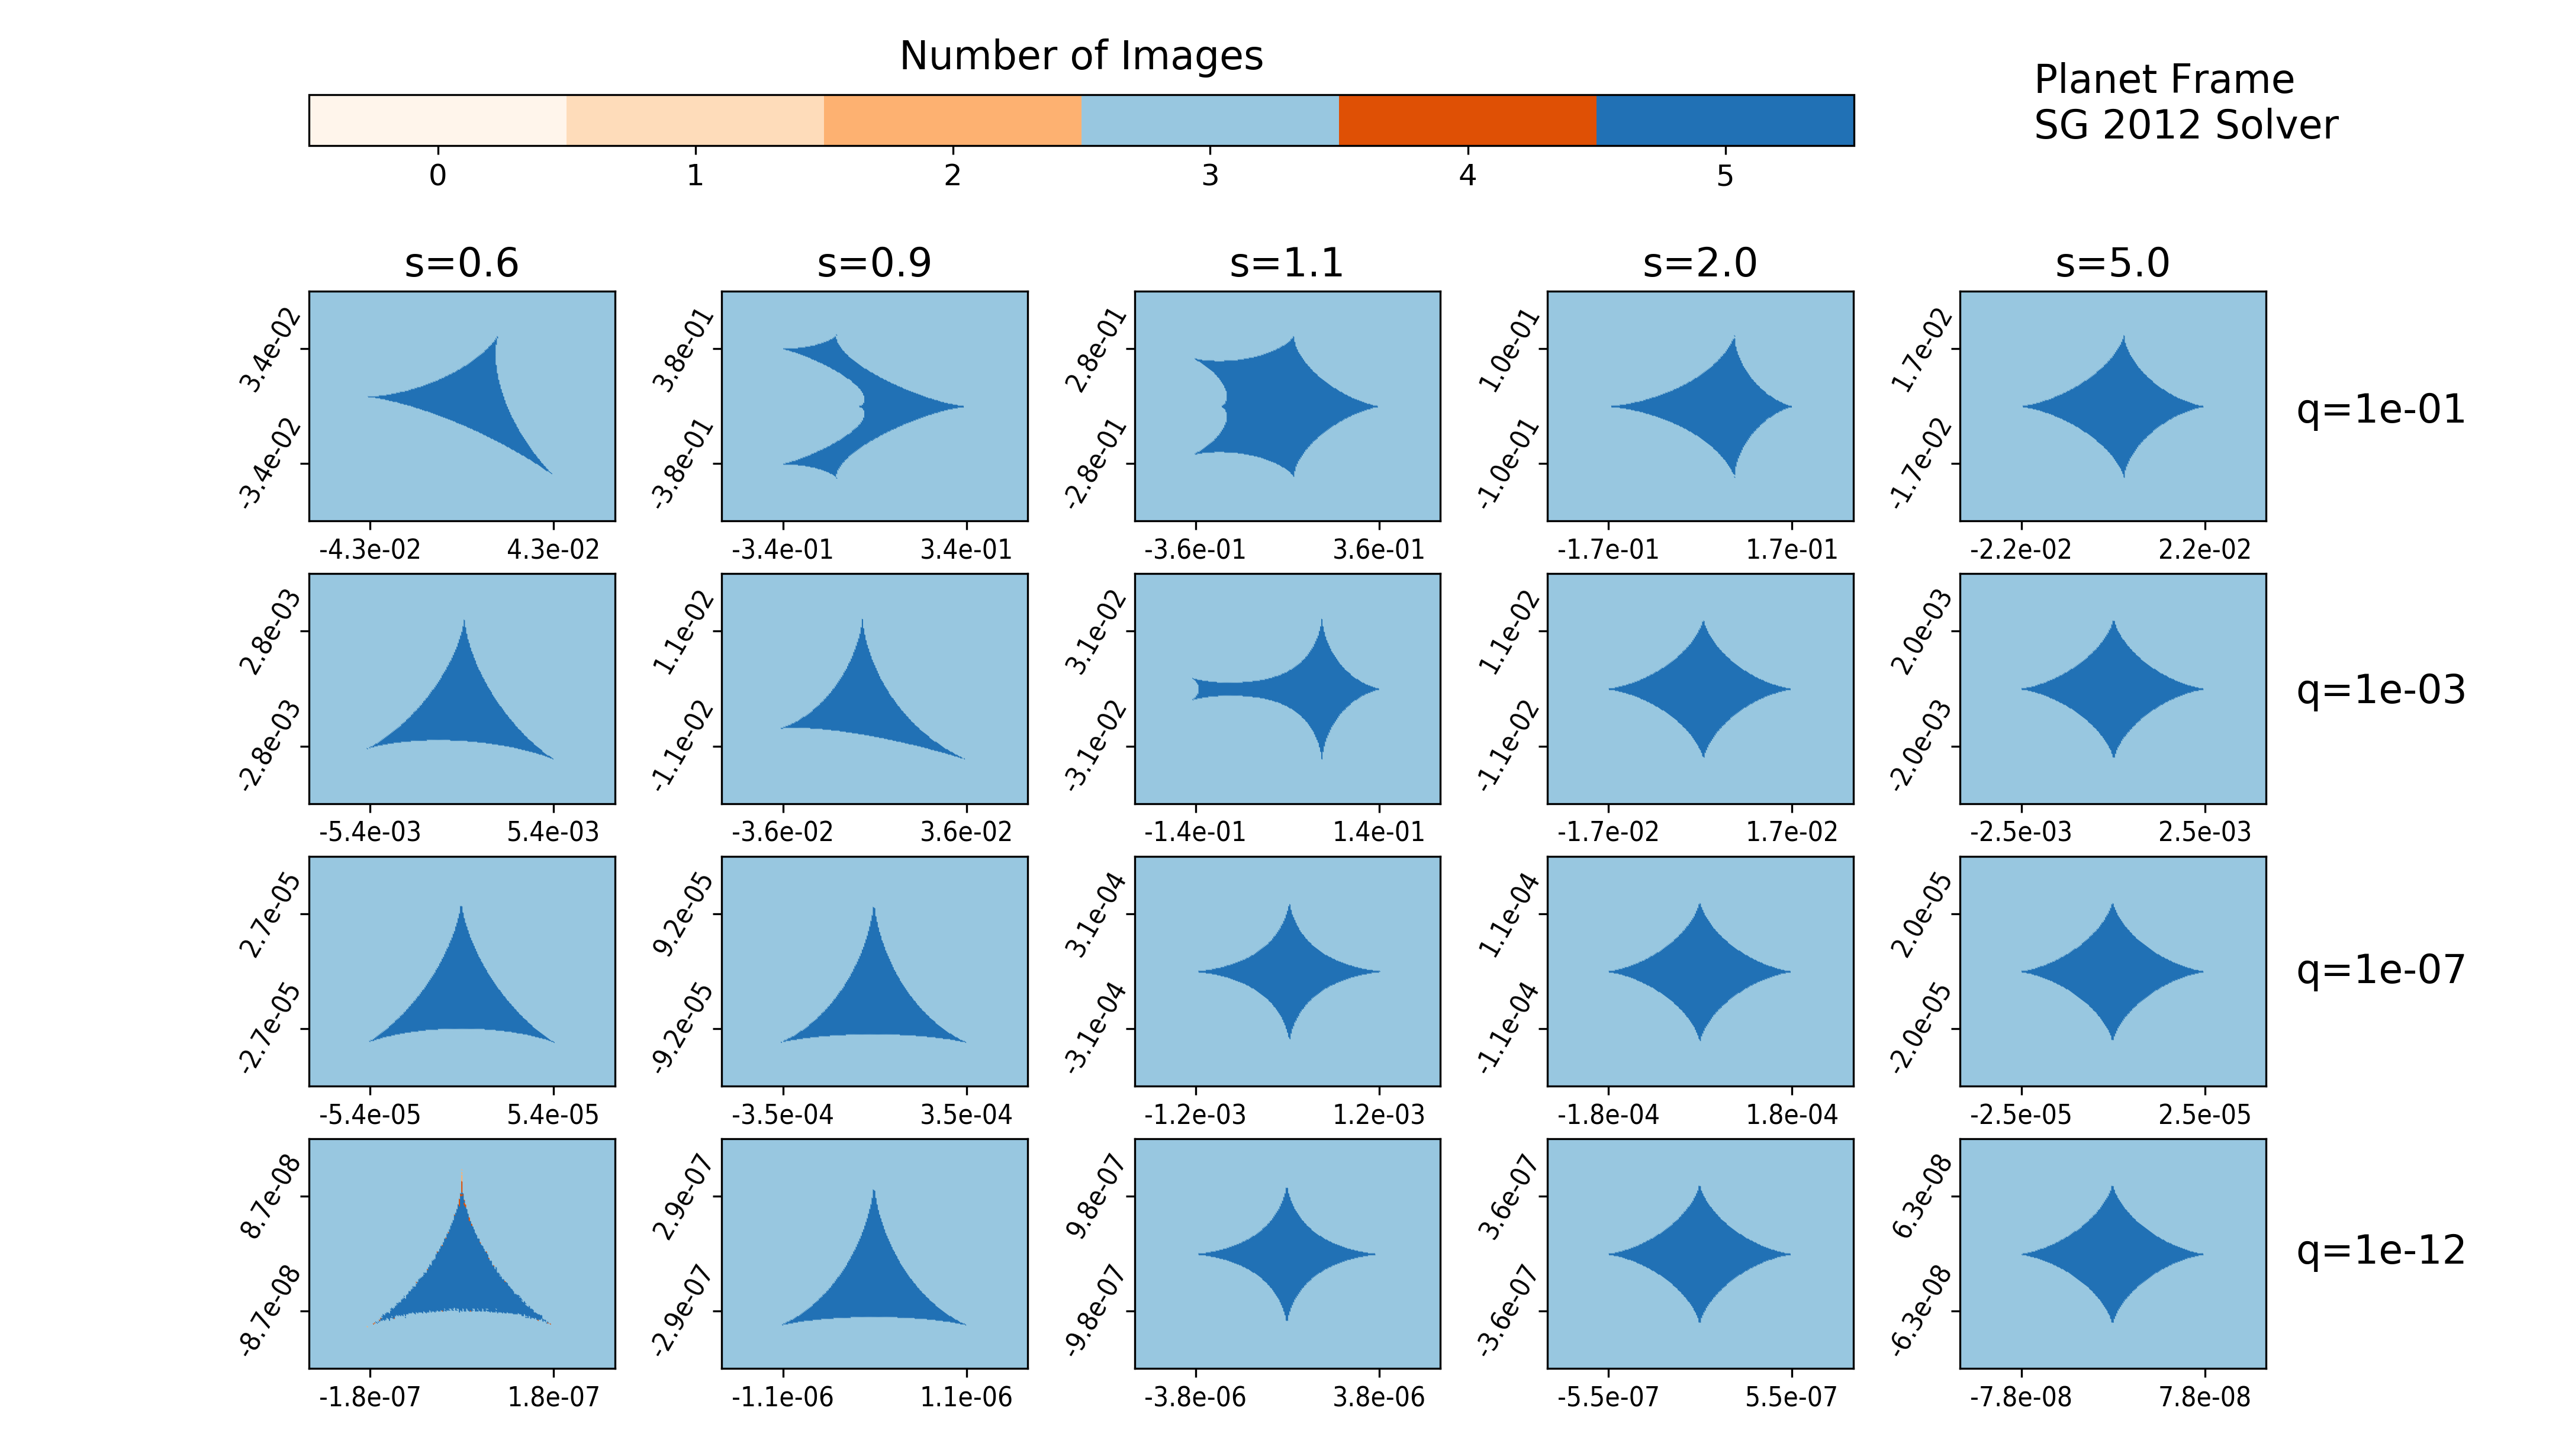 Number of Images
Planet Frame
SG 2012 Solver
0 1 2 3 4 5
s=0.6 s=0.9 s=1.1 s=2.0 s=5.0
3.4e-02 3.8e-01 2.8e-01 1.0e-01 1.7e-02
-3.4e-02 -3.8e-01 -2.8e-01 -1.0e-01 -1.7e-02
q=1e-01
-4.3e-02 4.3e-02 -3.4e-01 3.4e-01 -3.6e-01 3.6e-01 -1.7e-01 1.7e-01 -2.2e-02 2.2e-02
2.8e-03 1.1e-02 3.1e-02 1.1e-02 2.0e-03
-2.8e-03 -1.1e-02 -3.1e-02 -1.1e-02 -2.0e-03
q=1e-03
-5.4e-03 5.4e-03 -3.6e-02 3.6e-02 -1.4e-01 1.4e-01 -1.7e-02 1.7e-02 -2.5e-03 2.5e-03
2.7e-05 9.2e-05 3.1e-04 1.1e-04 2.0e-05
-2.7e-05 -9.2e-05 -3.1e-04 -1.1e-04 -2.0e-05
q=1e-07
-5.4e-05 5.4e-05 -3.5e-04 3.5e-04 -1.2e-03 1.2e-03 -1.8e-04 1.8e-04 -2.5e-05 2.5e-05
8.7e-08 2.9e-07 9.8e-07 3.6e-07 6.3e-08
-8.7e-08 -2.9e-07 -9.8e-07 -3.6e-07 -6.3e-08
q=1e-12
-1.8e-07 1.8e-07 -1.1e-06 1.1e-06 -3.8e-06 3.8e-06 -5.5e-07 5.5e-07 -7.8e-08 7.8e-08